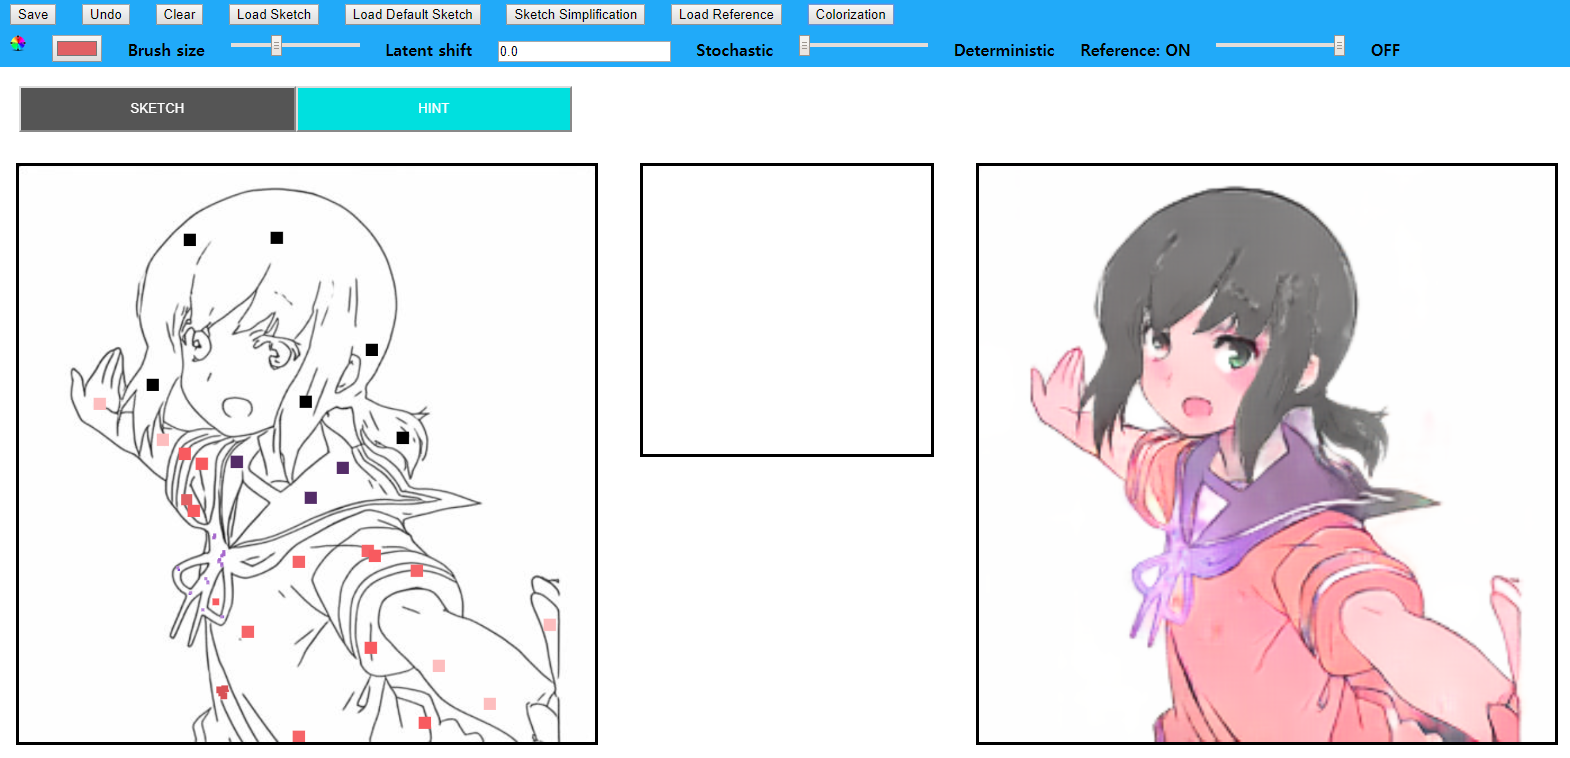 Save Undo Clear Load Sketch Load Default Sketch Sketch Simplification Load Reference Colorization
Brush size Latent shift 0.0 Stochastic Deterministic Reference: ON OFF
SKETCH HINT